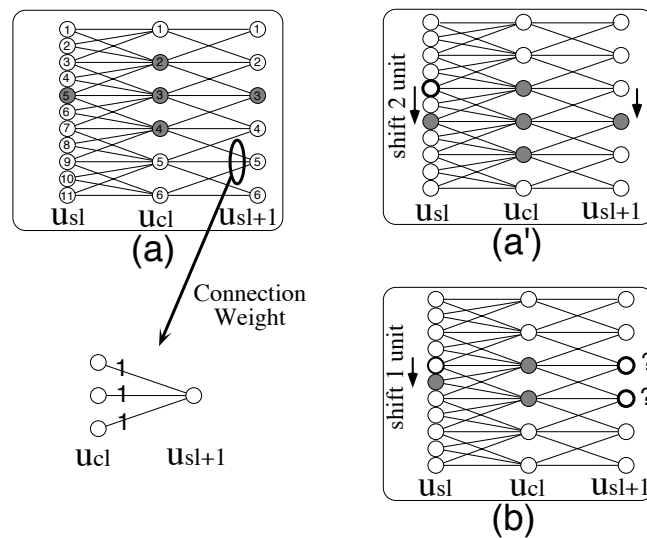 1 1 1
2
3 2 2
4
5 3 3
6
7 4 4
8
9 5 5
10
11 6 6
usl ucl usl+1
(a)
Connection
Weight
1
1
1
ucl usl+1
shift 2 unit
usl ucl usl+1
(a')
shift 1 unit
?
?
usl ucl usl+1
(b)